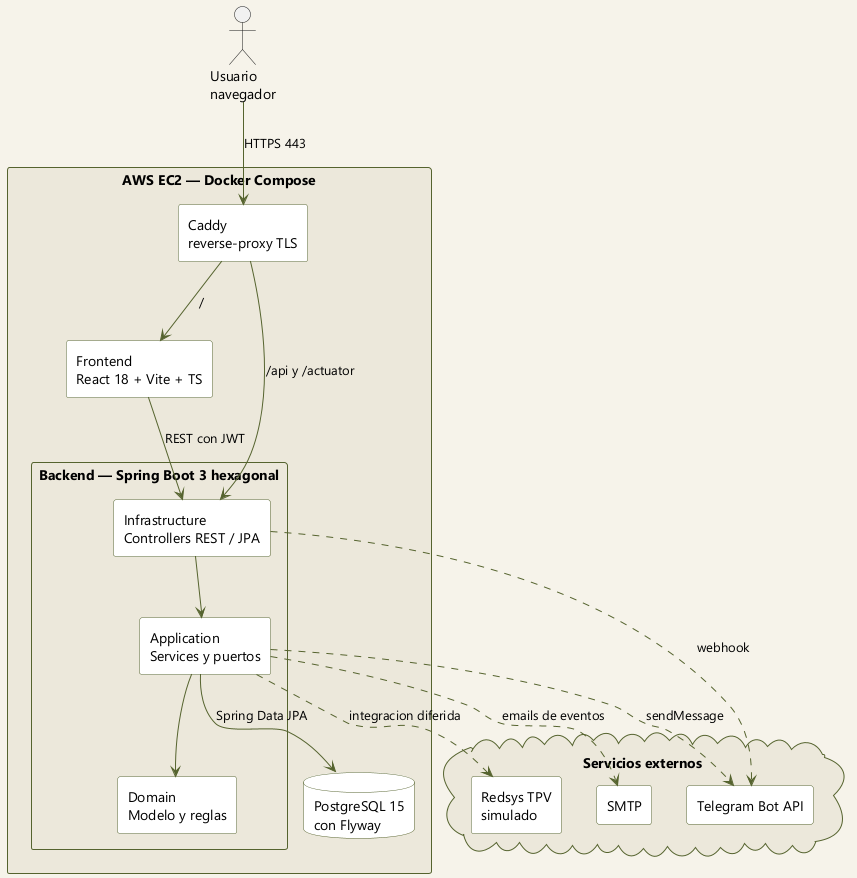 Usuario
navegador
HTTPS 443
AWS EC2 — Docker Compose
Caddy
reverse-proxy TLS
/
Frontend
React 18 + Vite + TS
/api y /actuator
REST con JWT
Backend — Spring Boot 3 hexagonal
Infrastructure
Controllers REST / JPA
Application
Services y puertos
webhook
Spring Data JPA
integracion diferida
emails de eventos
sendMessage
Servicios externos
Domain
Modelo y reglas
PostgreSQL 15
con Flyway
Redsys TPV
simulado
SMTP
Telegram Bot API